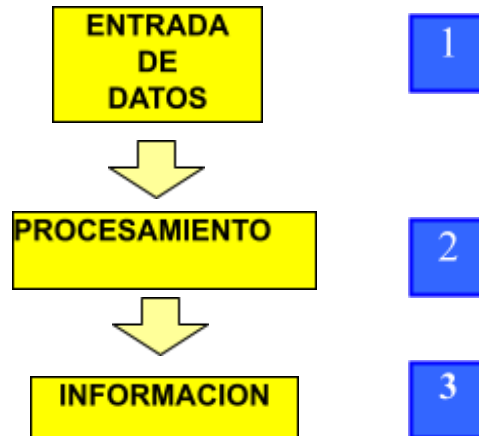 ENTRADA
DE
DATOS
1
PROCESAMIENTO
2
INFORMACION
3